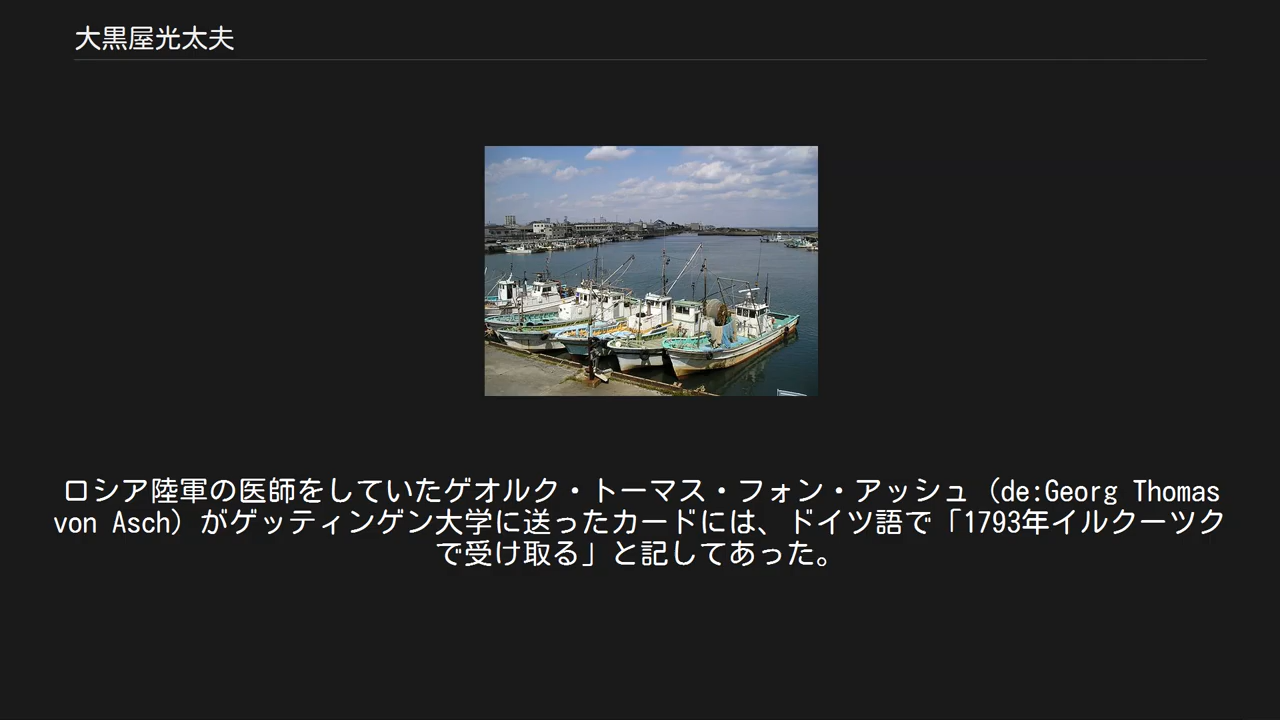 大黒屋光太夫
ロシア陸軍の医師をしていたゲオルク・トーマス・フォン・アッシュ（de:Georg Thomas
von Asch）がゲッティンゲン大学に送ったカードには、ドイツ語で「1793年イルクーツク
で受け取る」と記してあった。